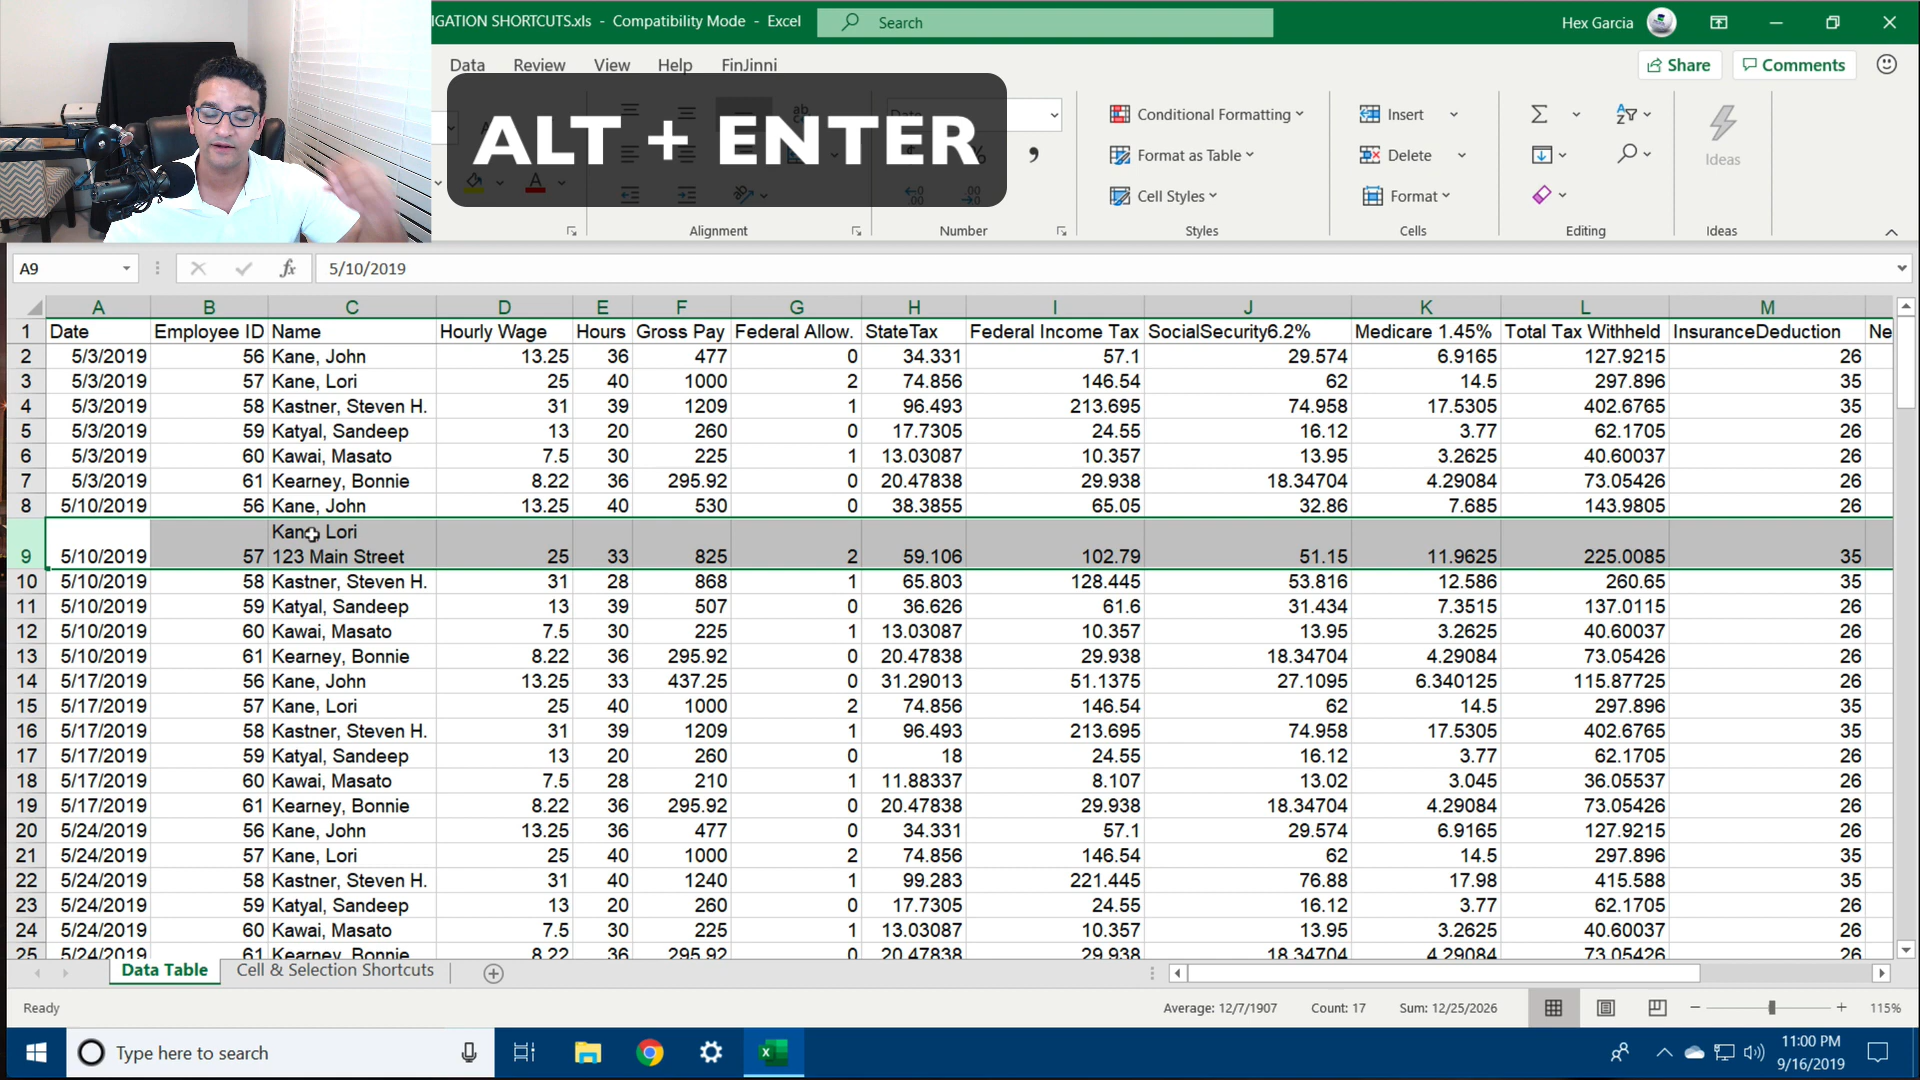 IGATION SHORTCUTS.xls - Compatibility Mode - Excel
Search
Hex Garcia
Data Review View Help FinJinni
Share
Comments
ALT + ENTER
Conditional Formatting
Format as Table
Cell Styles
Insert
Delete
Format
Ideas
Alignment Number Styles Cells Editing Ideas
A9
fx
5/10/2019
A B C D E F G H I J K L M
1 Date Employee ID Name Hourly Wage Hours Gross Pay Federal Allow. StateTax Federal Income Tax SocialSecurity6.2% Medicare 1.45% Total Tax Withheld InsuranceDeduction Ne
2 5/3/2019 56 Kane, John 13.25 36 477 0 34.331 57.1 29.574 6.9165 127.9215 26
3 5/3/2019 57 Kane, Lori 25 40 1000 2 74.856 146.54 62 14.5 297.896 35
4 5/3/2019 58 Kastner, Steven H. 31 39 1209 1 96.493 213.695 74.958 17.5305 402.6765 35
5 5/3/2019 59 Katyal, Sandeep 13 20 260 0 17.7305 24.55 16.12 3.77 62.1705 26
6 5/3/2019 60 Kawai, Masato 7.5 30 225 1 13.03087 10.357 13.95 3.2625 40.60037 26
7 5/3/2019 61 Kearney, Bonnie 8.22 36 295.92 0 20.47838 29.938 18.34704 4.29084 73.05426 26
8 5/10/2019 56 Kane, John 13.25 40 530 0 38.3855 65.05 32.86 7.685 143.9805 26
Kane, Lori
9 5/10/2019 57 123 Main Street 25 33 825 2 59.106 102.79 51.15 11.9625 225.0085 35
10 5/10/2019 58 Kastner, Steven H. 31 28 868 1 65.803 128.445 53.816 12.586 260.65 35
11 5/10/2019 59 Katyal, Sandeep 13 39 507 0 36.626 61.6 31.434 7.3515 137.0115 26
12 5/10/2019 60 Kawai, Masato 7.5 30 225 1 13.03087 10.357 13.95 3.2625 40.60037 26
13 5/10/2019 61 Kearney, Bonnie 8.22 36 295.92 0 20.47838 29.938 18.34704 4.29084 73.05426 26
14 5/17/2019 56 Kane, John 13.25 33 437.25 0 31.29013 51.1375 27.1095 6.340125 115.87725 26
15 5/17/2019 57 Kane, Lori 25 40 1000 2 74.856 146.54 62 14.5 297.896 35
16 5/17/2019 58 Kastner, Steven H. 31 39 1209 1 96.493 213.695 74.958 17.5305 402.6765 35
17 5/17/2019 59 Katyal, Sandeep 13 20 260 0 18 24.55 16.12 3.77 62.1705 26
18 5/17/2019 60 Kawai, Masato 7.5 28 210 1 11.88337 8.107 13.02 3.045 36.05537 26
19 5/17/2019 61 Kearney, Bonnie 8.22 36 295.92 0 20.47838 29.938 18.34704 4.29084 73.05426 26
20 5/24/2019 56 Kane, John 13.25 36 477 0 34.331 57.1 29.574 6.9165 127.9215 26
21 5/24/2019 57 Kane, Lori 25 40 1000 2 74.856 146.54 62 14.5 297.896 35
22 5/24/2019 58 Kastner, Steven H. 31 40 1240 1 99.283 221.445 76.88 17.98 415.588 35
23 5/24/2019 59 Katyal, Sandeep 13 20 260 0 17.7305 24.55 16.12 3.77 62.1705 26
24 5/24/2019 60 Kawai, Masato 7.5 30 225 1 13.03087 10.357 13.95 3.2625 40.60037 26
25 5/24/2019 61 Kearney, Bonnie 8.22 36 295.92 0 20.47838 29.938 18.34704 4.29084 73.05426 26
Data Table Cell & Selection Shortcuts
Ready
Average: 12/7/1907 Count: 17 Sum: 12/25/2026
115%
Type here to search
11:00 PM
9/16/2019